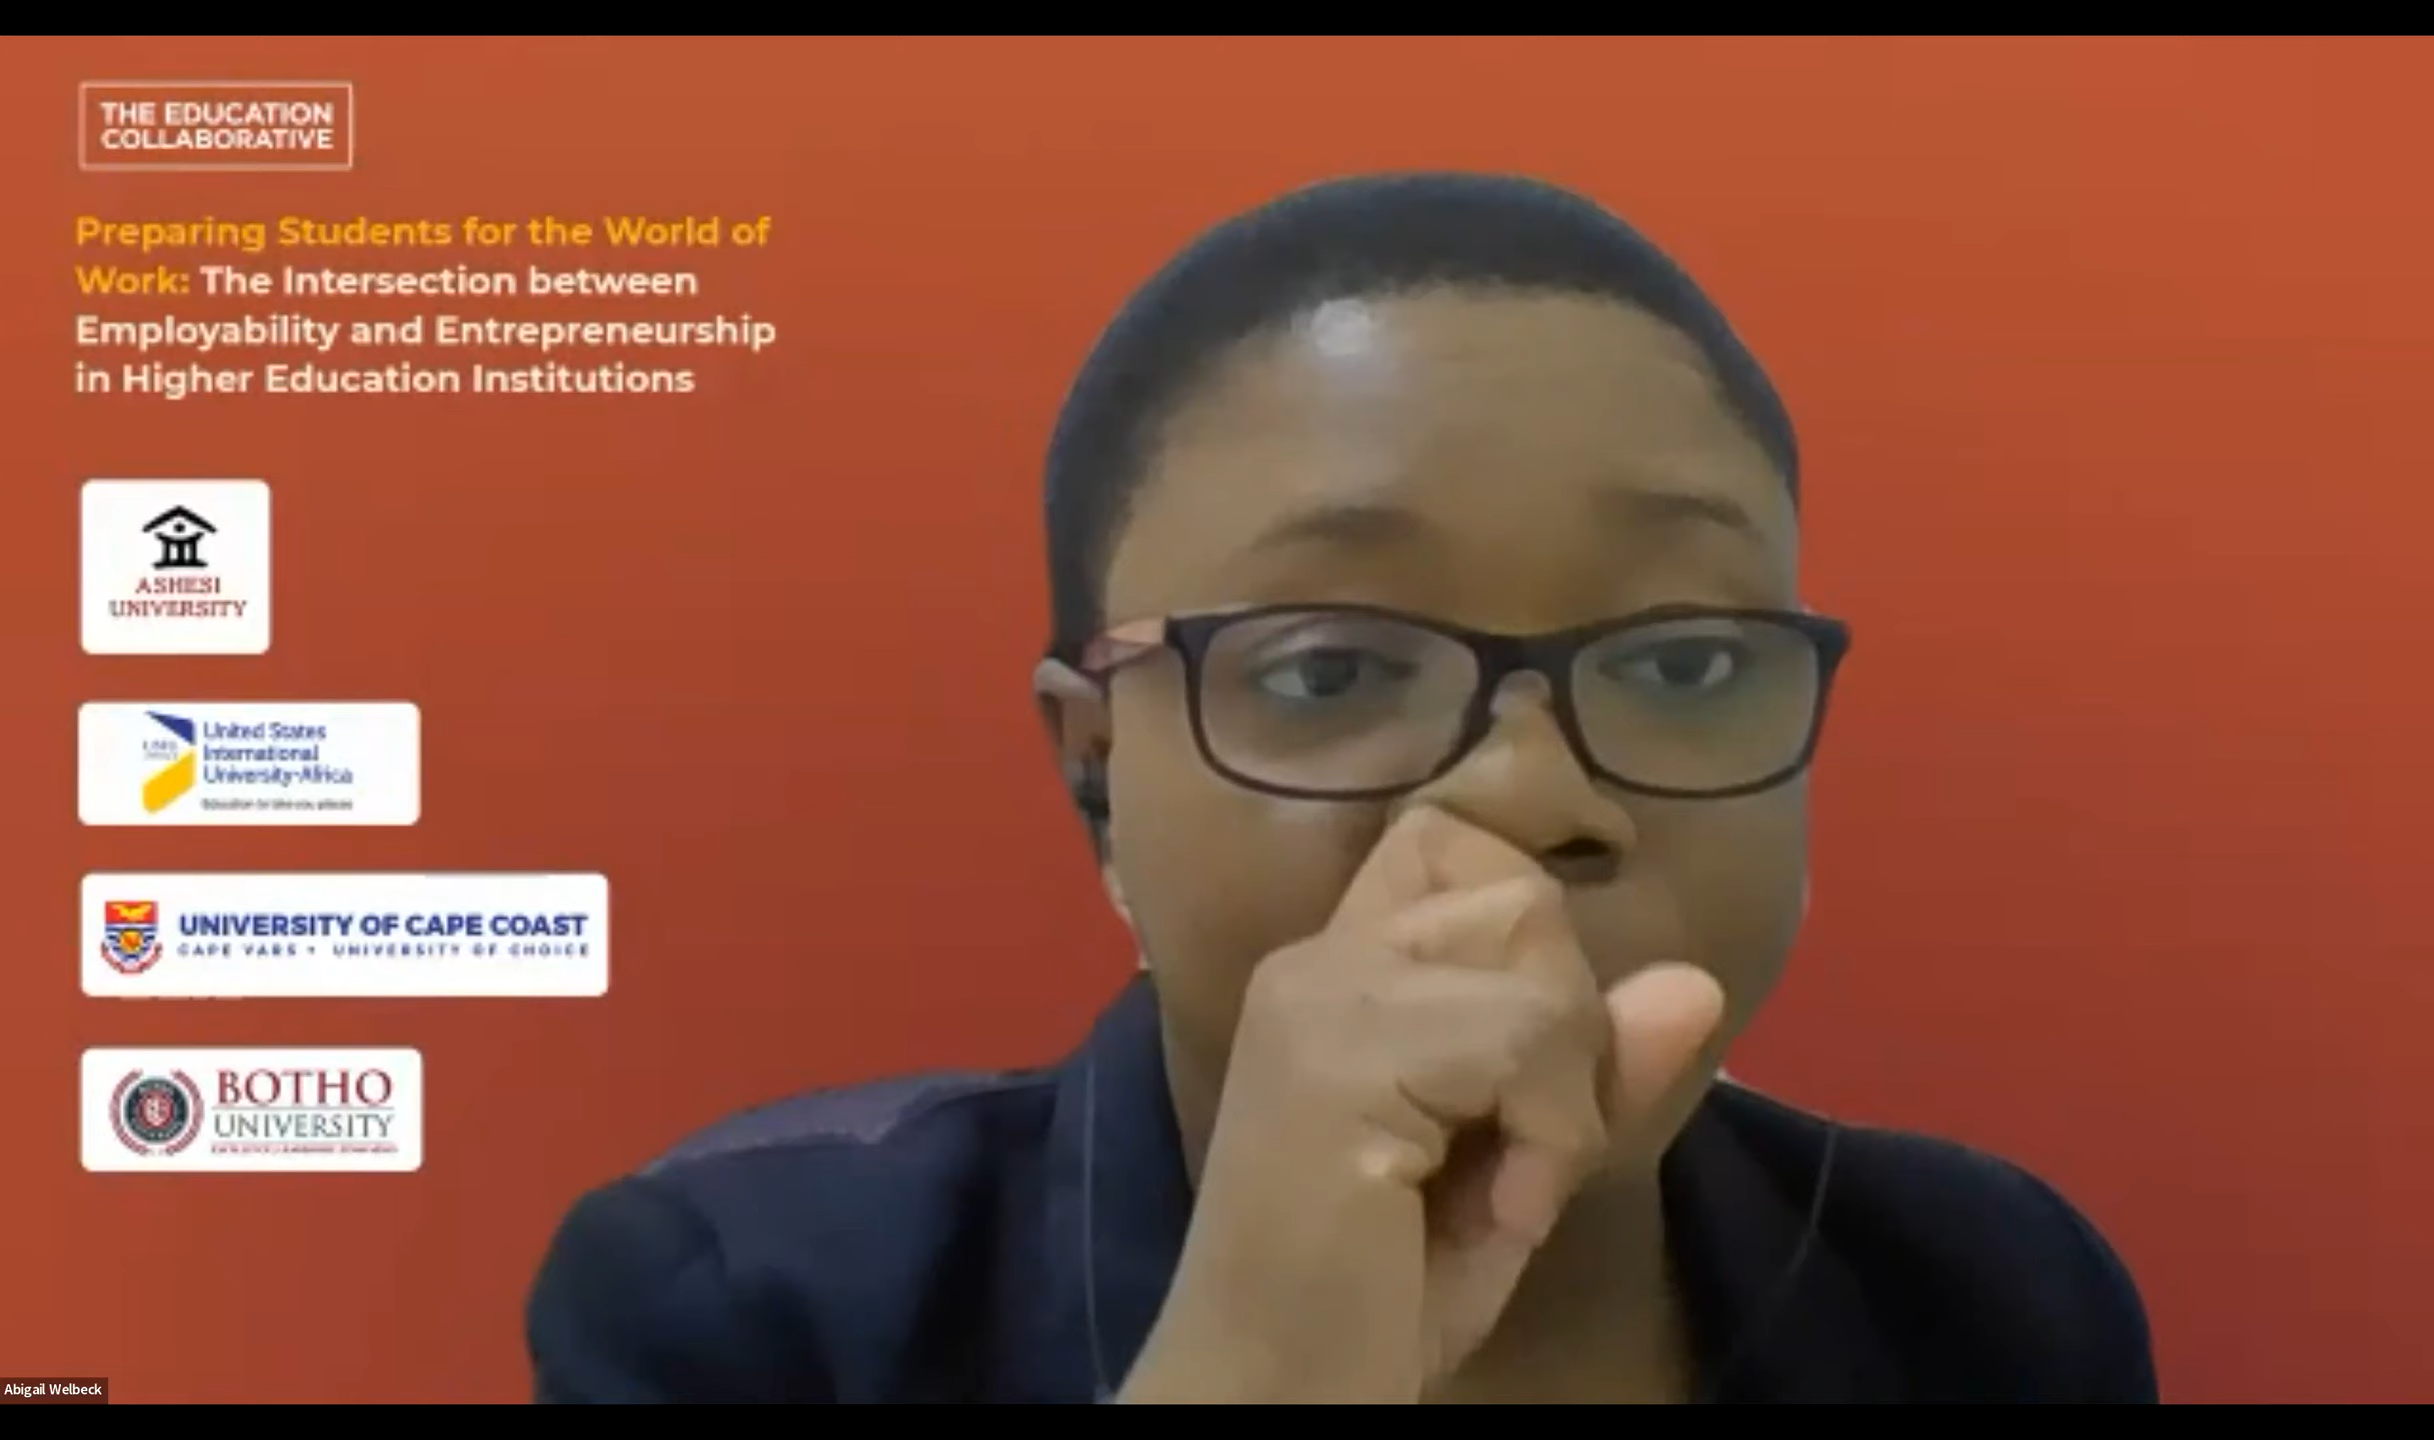 THE EDUCATION
COLLABORATIVE
Preparing Students for the World of
Work: The Intersection between
Employability and Entrepreneurship
in Higher Education Institutions
ASHESI
UNIVERSITY
United States
International
University-Africa
UNIVERSITY OF CAPE COAST
CAPE VARS • UNIVERSITY OF CHOICE
BOTHO
UNIVERSITY
Abigail Welbeck